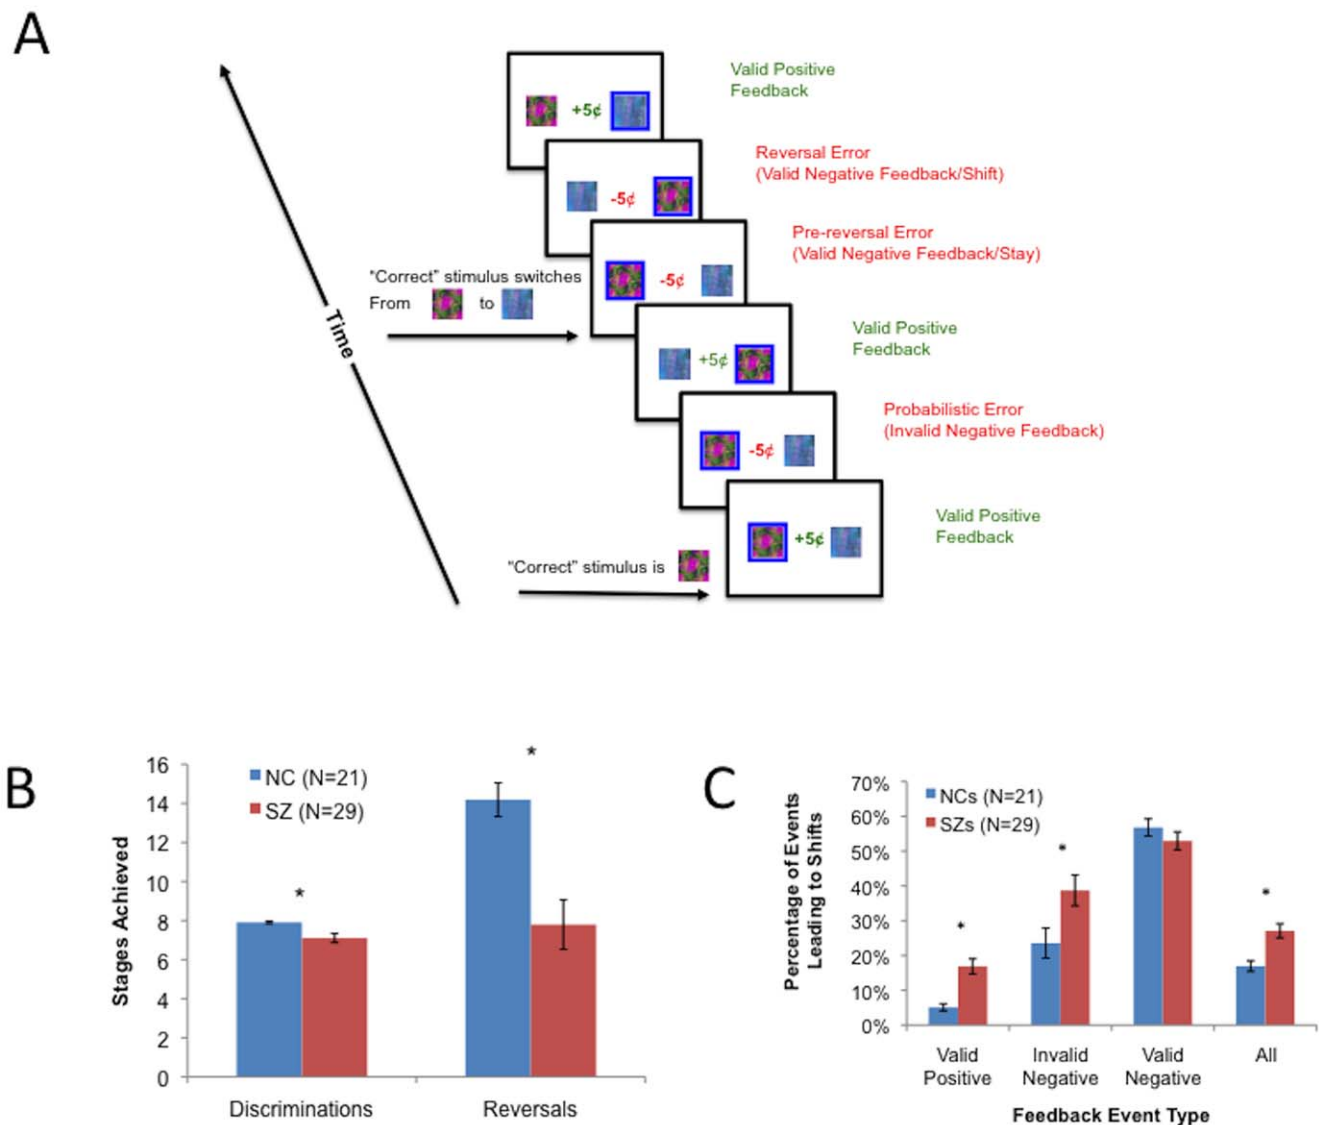 A
Valid Positive
Feedback
+5¢
Reversal Error
(Valid Negative Feedback/Shift)
-5¢
Pre-reversal Error
(Valid Negative Feedback/Stay)
-5¢
"Correct" stimulus switches
From to
Time
Valid Positive
Feedback
+5¢
Probabilistic Error
(Invalid Negative Feedback)
-5¢
Valid Positive
Feedback
+5¢
"Correct" stimulus is
B
Stages Achieved
16
14
12
10
8
6
4
2
0
NC (N=21)
SZ (N=29)
*
*
Discriminations
Reversals
C
Percentage of Events
Leading to Shifts
70%
60%
50%
40%
30%
20%
10%
0%
NCs (N=21)
SZs (N=29)
*
*
*
Valid
Positive
Invalid
Negative
Valid
Negative
All
Feedback Event Type